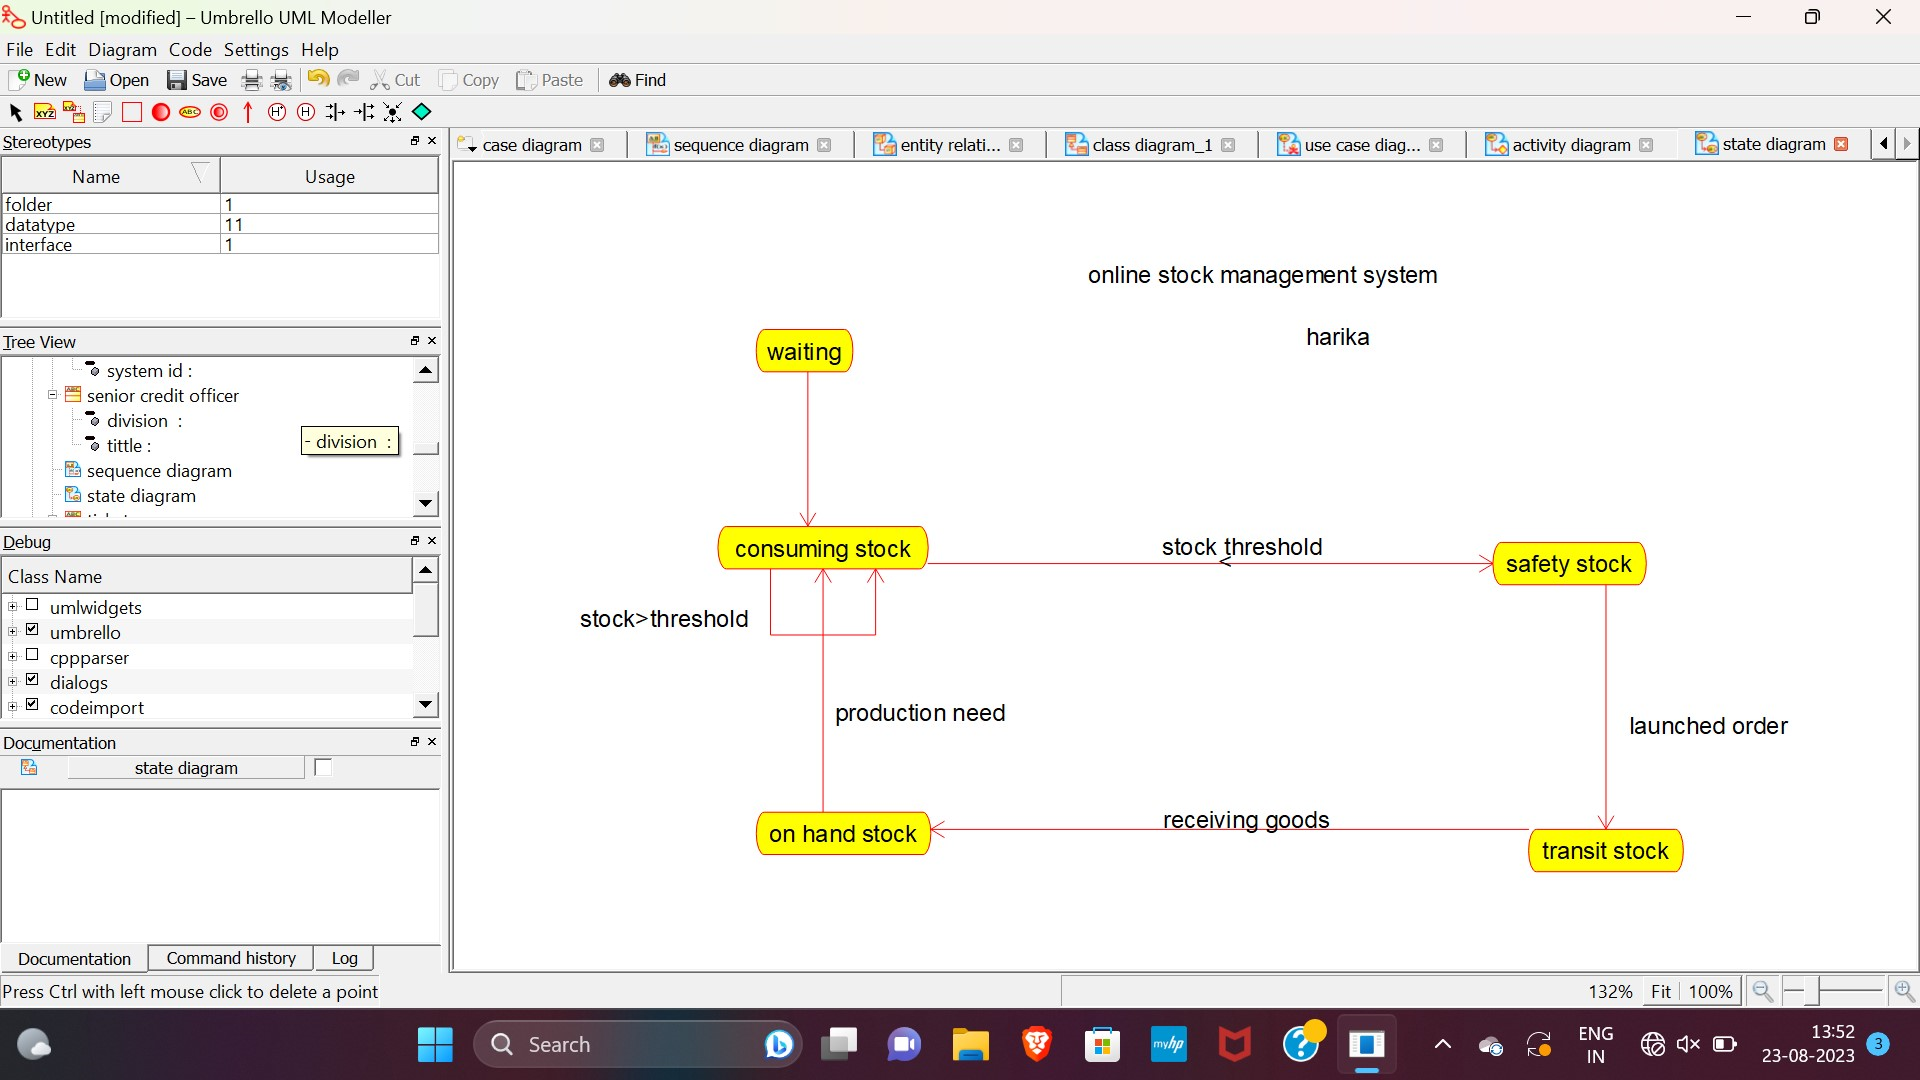 Untitled [modified] – Umbrello UML Modeller
File Edit Diagram Code Settings Help
New Open Save Cut Copy Paste Find
XYZ XYZ ABC H* H
Stereotypes
case diagram sequence diagram entity relati... class diagram_1 use case diag... activity diagram state diagram
Name Usage
folder 1
datatype 11
interface 1
online stock management system
harika
waiting
Tree View
system id :
senior credit officer
division :
tittle :
- division :
sequence diagram
state diagram
Debug
Class Name
umlwidgets
umbrello
cppparser
dialogs
codeimport
consuming stock
stock threshold
<
safety stock
stock>threshold
production need
launched order
on hand stock
receiving goods
transit stock
Documentation
state diagram
Documentation Command history Log
Press Ctrl with left mouse click to delete a point
132% Fit 100%
Search
myhp
ENG
IN
13:52
23-08-2023
3